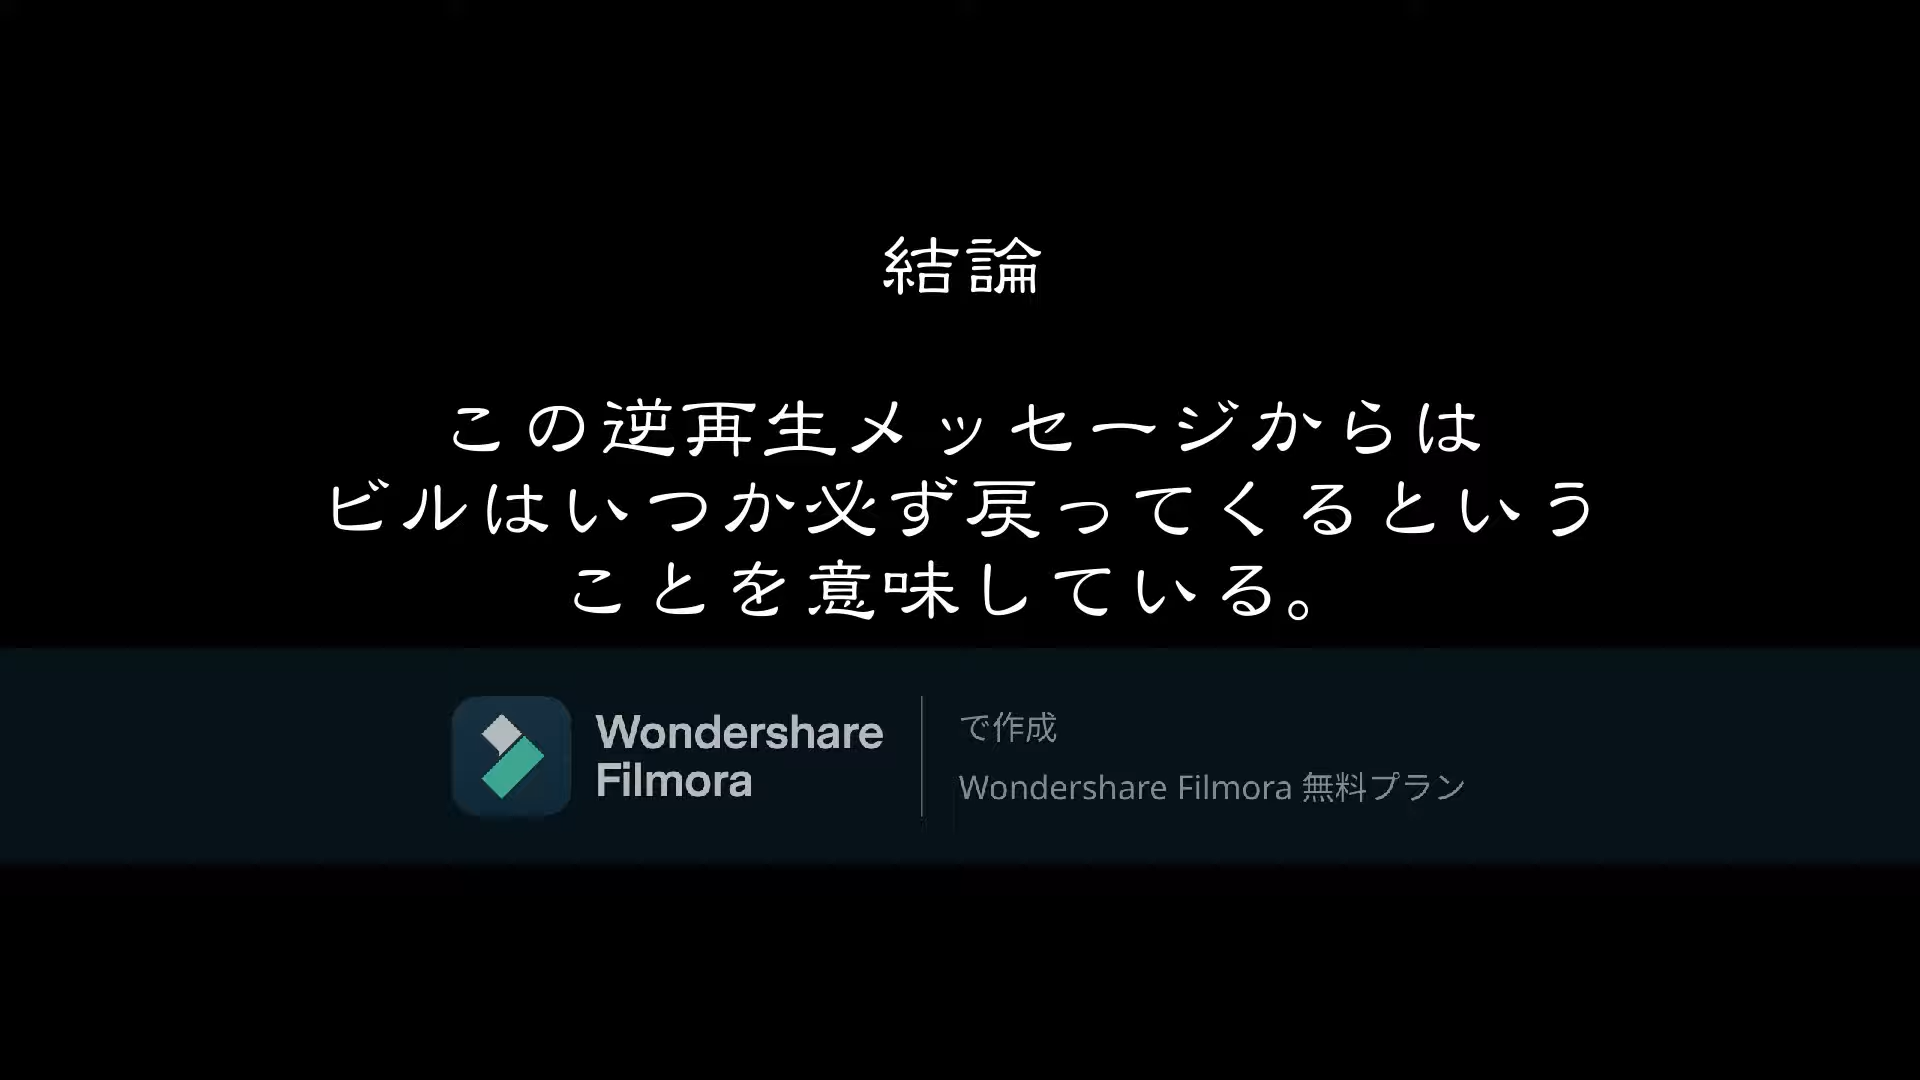 結論
この逆再生メッセージからは
ビルはいつか必ず戻ってくるという
ことを意味している。
Wondershare
Filmora
で作成
Wondershare Filmora 無料プラン